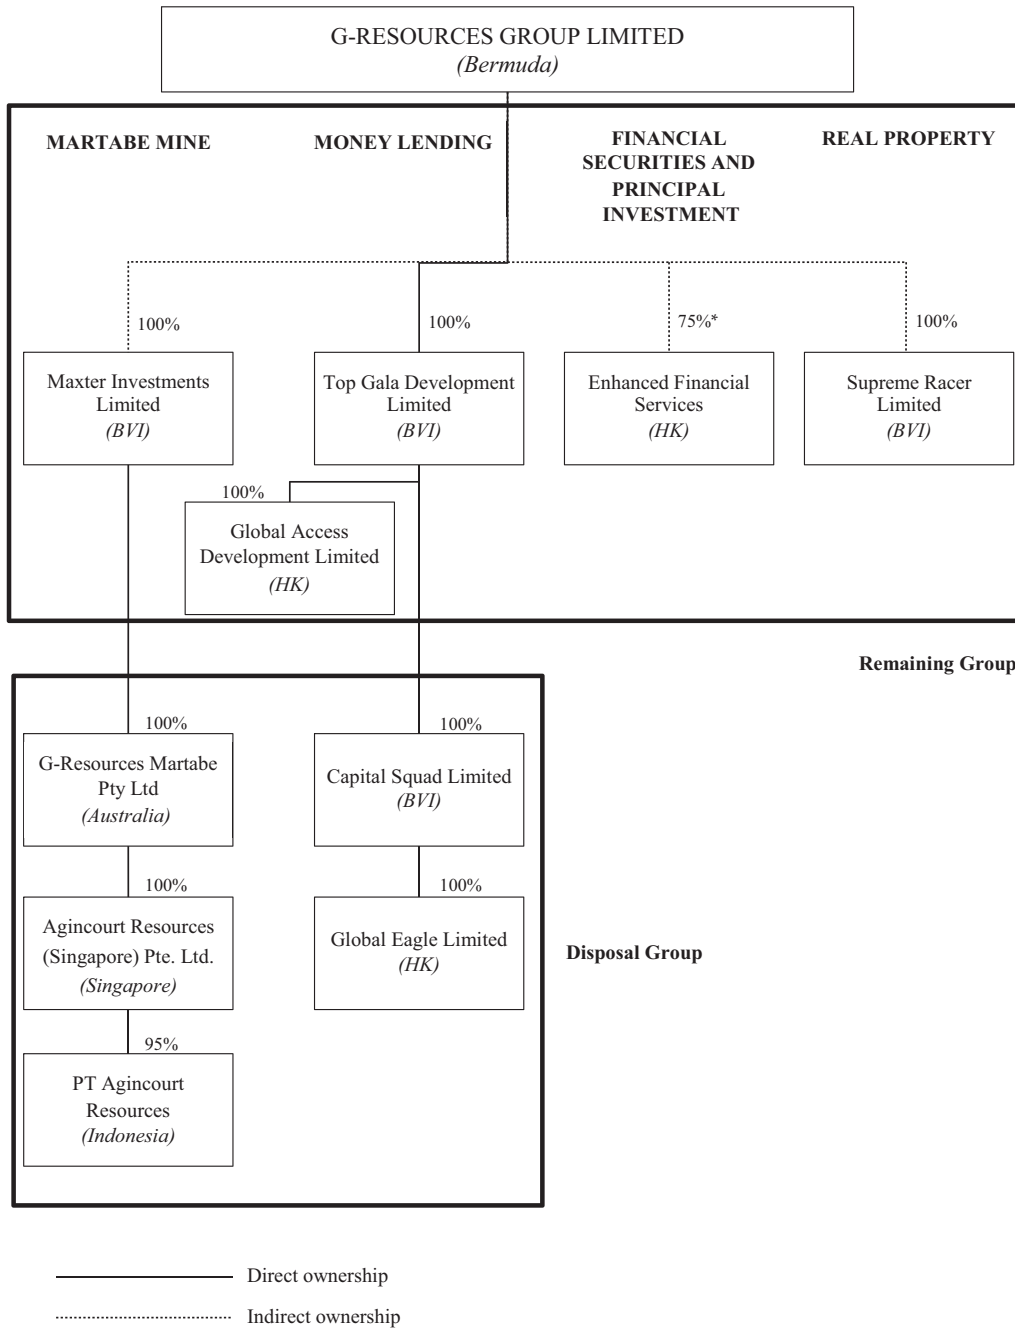 G-RESOURCES GROUP LIMITED
(Bermuda)
MARTABE MINE
MONEY LENDING
FINANCIAL
SECURITIES AND
PRINCIPAL
INVESTMENT
REAL PROPERTY
100%
100%
75%*
100%
Maxter Investments
Limited
(BVI)
Top Gala Development
Limited
(BVI)
Enhanced Financial
Services
(HK)
Supreme Racer
Limited
(BVI)
100%
Global Access
Development Limited
(HK)
Remaining Group
100%
G-Resources Martabe
Pty Ltd
(Australia)
100%
Capital Squad Limited
(BVI)
100%
Agincourt Resources
(Singapore) Pte. Ltd.
(Singapore)
100%
Global Eagle Limited
(HK)
Disposal Group
95%
PT Agincourt
Resources
(Indonesia)
Direct ownership
Indirect ownership